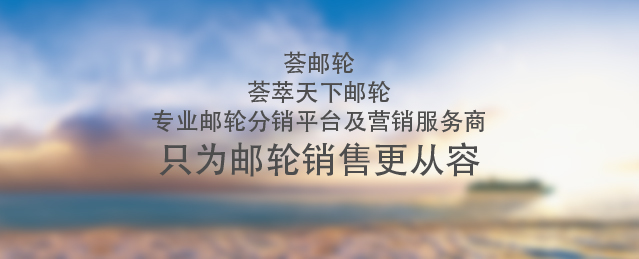 荟邮轮
荟萃天下邮轮
专业邮轮分销平台及营销服务商
只为邮轮销售更从容